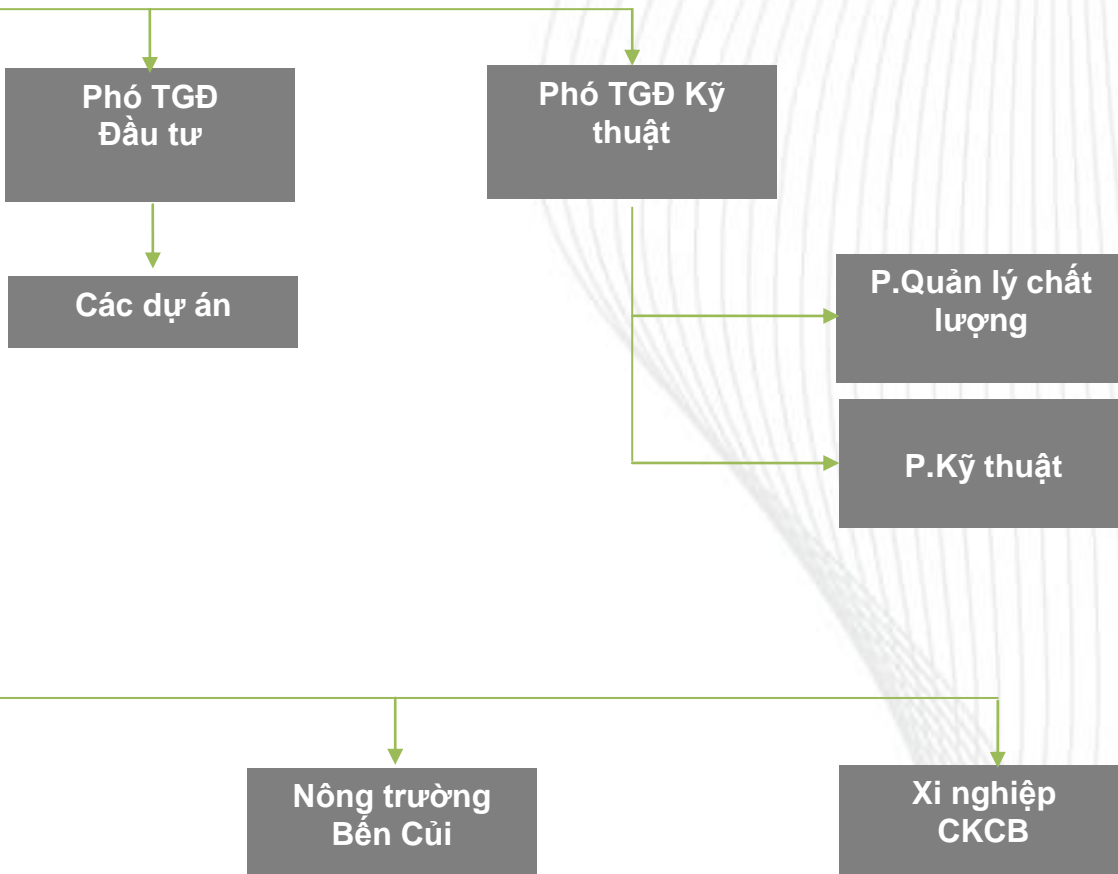 Phó TGĐ
Đầu tư
Phó TGĐ Kỹ
thuật
Các dự án
P.Quản lý chất
lượng
P.Kỹ thuật
Nông trường
Bến Củi
Xi nghiệp
CKCB